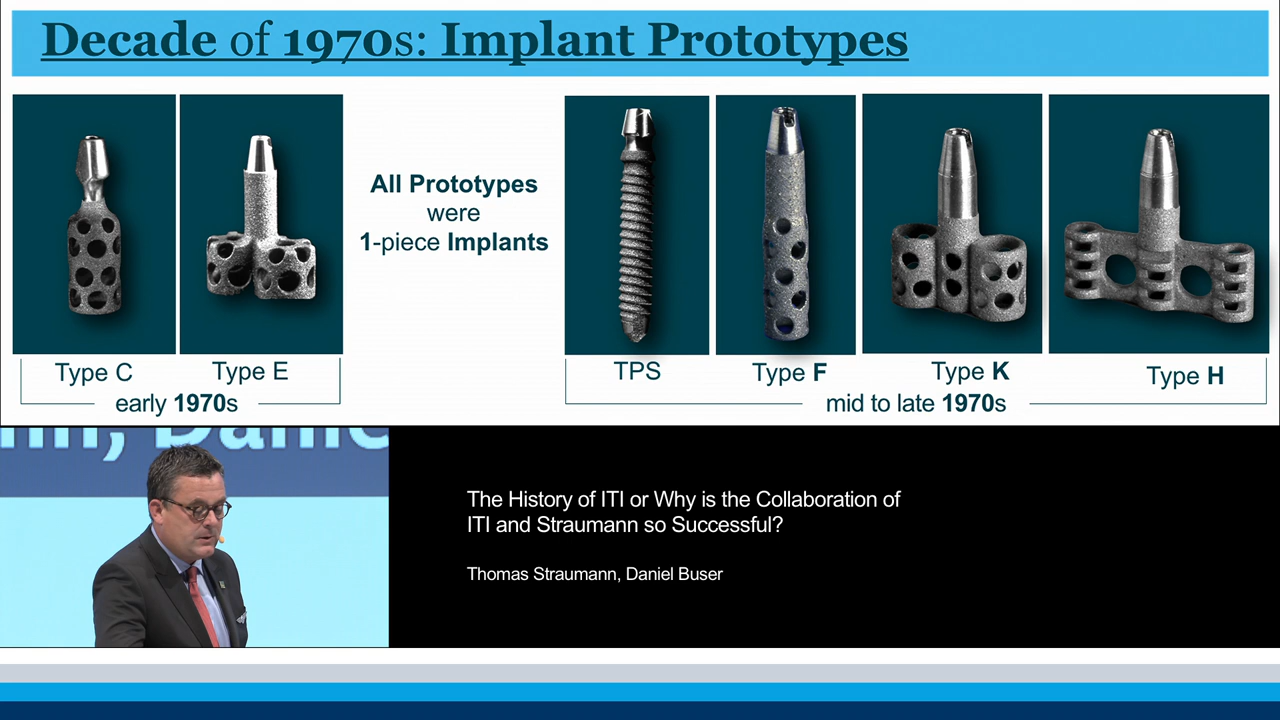 Decade of 1970s: Implant Prototypes
All Prototypes
were
1-piece Implants
Type C
Type E
early 1970s
TPS
Type F
Type K
Type H
mid to late 1970s
The History of ITI or Why is the Collaboration of
ITI and Straumann so Successful?
Thomas Straumann, Daniel Buser